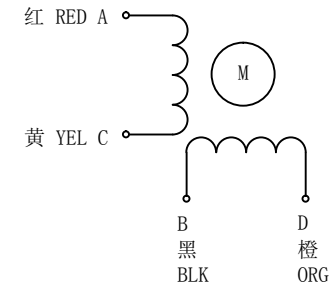 红 RED A
M
黄 YEL C
B D
黑 橙
BLK ORG